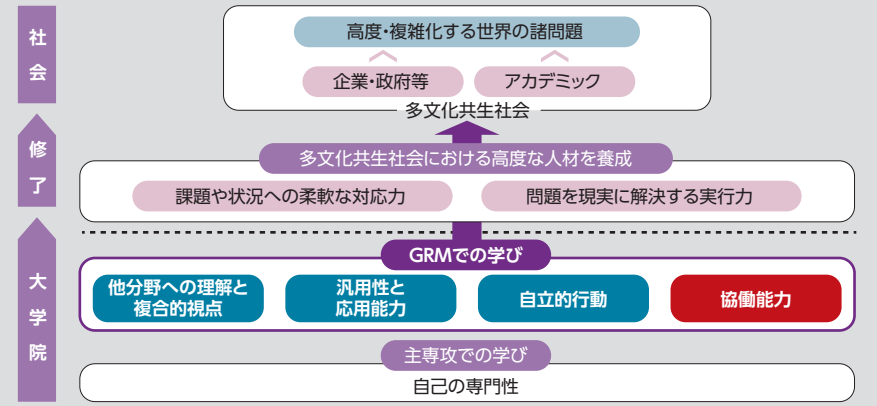 社会
高度・複雑化する世界の諸問題
企業・政府等
アカデミック
多文化共生社会
修了
多文化共生社会における高度な人材を養成
課題や状況への柔軟な対応力
問題を現実に解決する実行力
大学院
GRMでの学び
他分野への理解と
複合的視点
汎用性と
応用能力
自立的行動
協働能力
主専攻での学び
自己の専門性